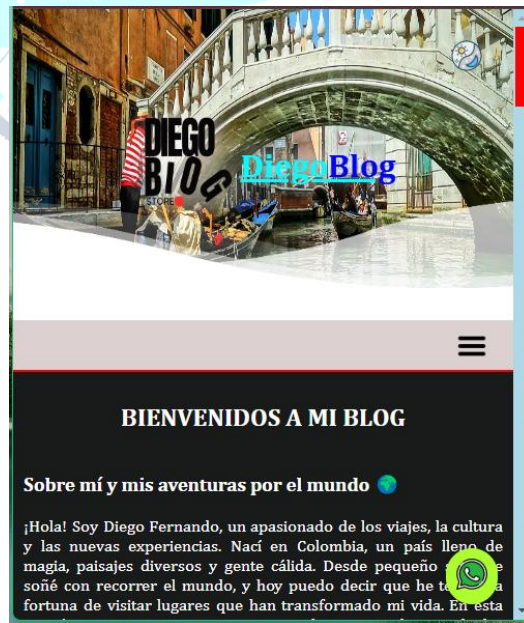 DIEGO
BLOG
STORE
DiegoBlog
BIENVENIDOS A MI BLOG
Sobre mí y mis aventuras por el mundo
¡Hola! Soy Diego Fernando, un apasionado de los viajes, la cultura
y las nuevas experiencias. Nací en Colombia, un país lleno de
magia, paisajes diversos y gente cálida. Desde pequeño
soñé con recorrer el mundo, y hoy puedo decir que he
fortuna de visitar lugares que han transformado mi vida. En esta